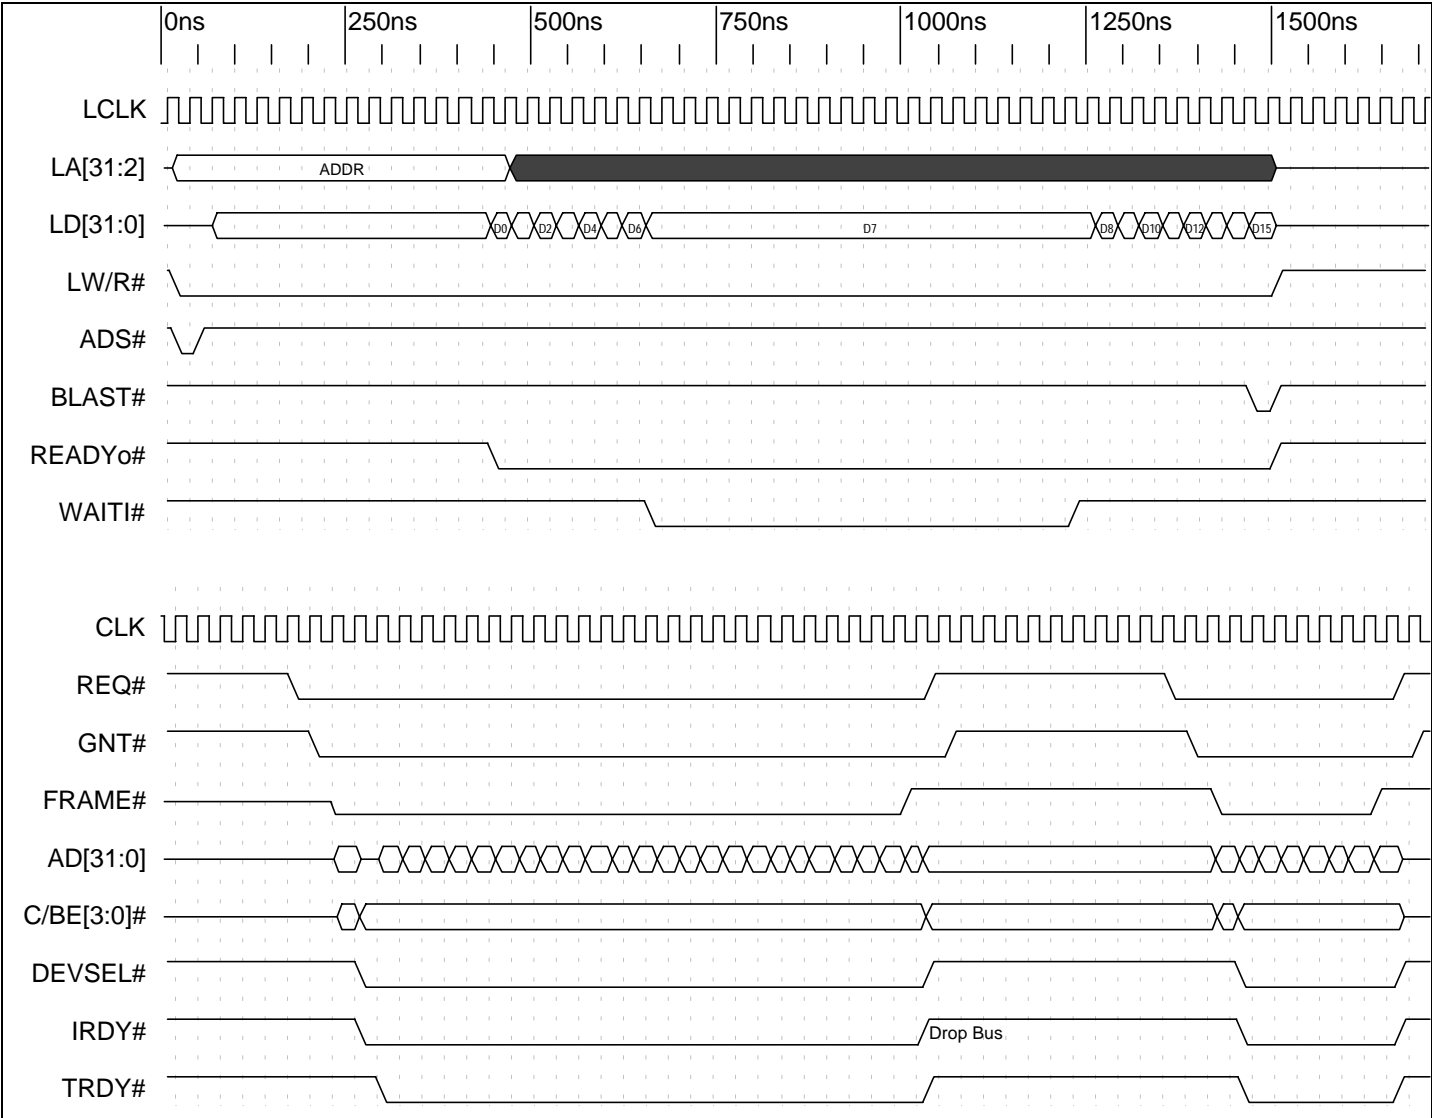 0ns 250ns 500ns 750ns 1000ns 1250ns 1500ns
LCLK
LA[31:2] ADDR
LD[31:0] D0 D2 D4 D6 D7 D8 D10 D12 D15
LW/R#
ADS#
BLAST#
READYo#
WAITI#
CLK
REQ#
GNT#
FRAME#
AD[31:0]
C/BE[3:0]#
DEVSEL#
IRDY# Drop Bus
TRDY#